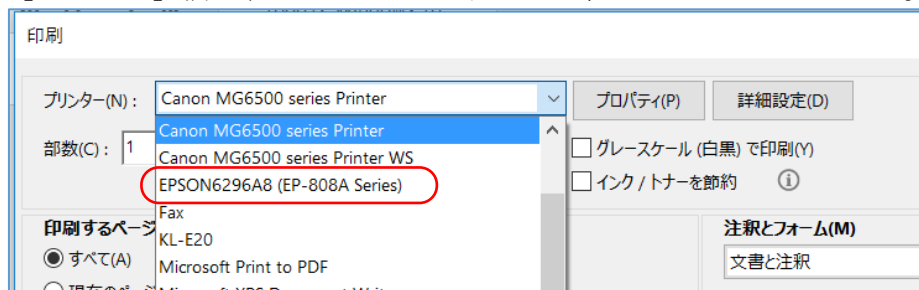 印刷
プリンター(N): Canon MG6500 series Printer プロパティ(P) 詳細設定(D)
Canon MG6500 series Printer
部数(C): 1 Canon MG6500 series Printer WS グレースケール (白黒) で印刷(Y)
EPSON6296A8 (EP-808A Series) インク / トナーを節約
Fax
印刷するページ KL-E20 注釈とフォーム(M)
すべて(A) Microsoft Print to PDF 文書と注釈